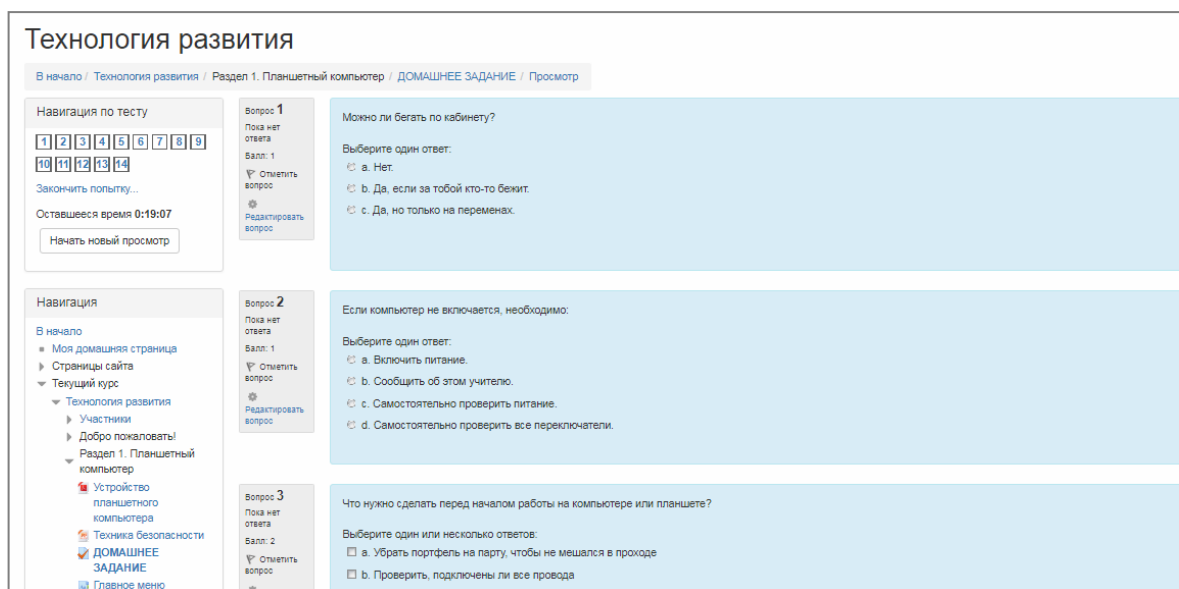 Технология развития
В начало / Технология развития / Раздел 1. Планшетный компьютер / ДОМАШНЕЕ ЗАДАНИЕ / Просмотр
Навигация по тесту
1 2 3 4 5 6 7 8 9
10 11 12 13 14
Закончить попытку...
Оставшееся время 0:19:07
Начать новый просмотр
Навигация
В начало
Моя домашняя страница
Страницы сайта
Текущий курс
Технология развития
Участники
Добро пожаловать!
Раздел 1. Планшетный
компьютер
Устройство
планшетного
компьютера
Техника безопасности
ДОМАШНЕЕ
ЗАДАНИЕ
Главное меню
Вопрос 1
Пока нет
ответа
Балл: 1
Отметить
вопрос
Редактировать
вопрос
Можно ли бегать по кабинету?
Выберите один ответ:
a. Нет.
b. Да, если за тобой кто-то бежит.
c. Да, но только на переменах.
Вопрос 2
Пока нет
ответа
Балл: 1
Отметить
вопрос
Редактировать
вопрос
Если компьютер не включается, необходимо:
Выберите один ответ:
a. Включить питание.
b. Сообщить об этом учителю.
c. Самостоятельно проверить питание.
d. Самостоятельно проверить все переключатели.
Вопрос 3
Пока нет
ответа
Балл: 2
Отметить
вопрос
Что нужно сделать перед началом работы на компьютере или планшете?
Выберите один или несколько ответов:
a. Убрать портфель на парту, чтобы не мешался в проходе
b. Проверить, подключены ли все провода